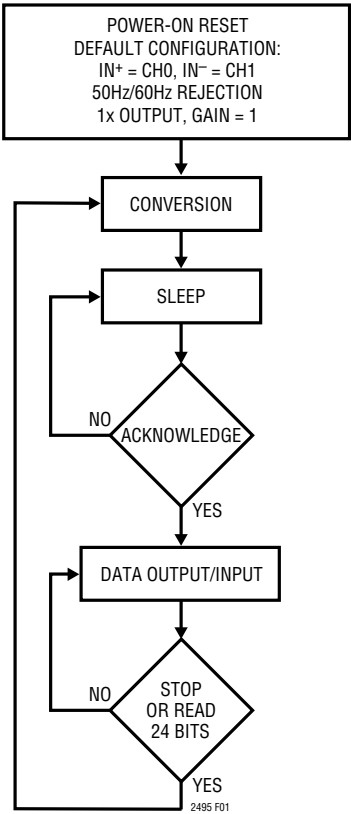 POWER-ON RESET
DEFAULT CONFIGURATION:
IN⁺ = CH0, IN⁻ = CH1
50Hz/60Hz REJECTION
1x OUTPUT, GAIN = 1
CONVERSION
SLEEP
NO
ACKNOWLEDGE
YES
DATA OUTPUT/INPUT
NO
STOP
OR READ
24 BITS
YES
2495 F01